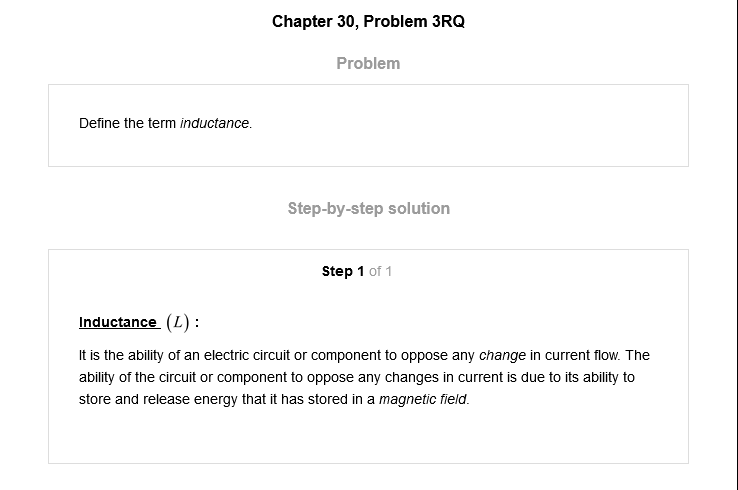 Chapter 30, Problem 3RQ
Problem
Define the term inductance.
Step-by-step solution
Step 1 of 1
Inductance (L) :
It is the ability of an electric circuit or component to oppose any change in current flow. The
ability of the circuit or component to oppose any changes in current is due to its ability to
store and release energy that it has stored in a magnetic field.